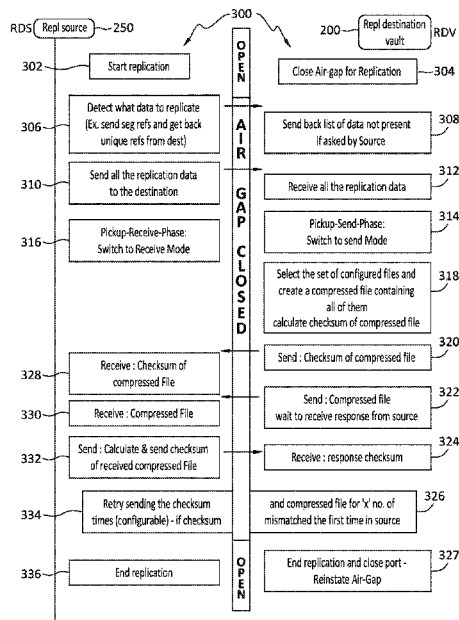 RDS
Repl source
250
300
200
Repl destination
vault
RDV
OPEN
302
Start replication
Close Air-gap for Replication
304
306
Detect what data to replicate
(Ex. send seg refs and get back
unique refs from dest)
Send back list of data not present
if asked by Source
308
310
Send all the replication data
to the destination
Receive all the replication data
312
AIR GAP CLOSED
316
Pickup-Receive-Phase:
Switch to Receive Mode
Pickup-Send-Phase:
Switch to send Mode
314
Select the set of configured files and
create a compressed file containing
all of them
calculate checksum of compressed file
318
Send : Checksum of compressed file
320
328
Receive : Checksum of
compressed File
Send : Compressed file
wait to receive response from source
322
330
Receive : Compressed File
332
Send : Calculate & send checksum
of received compressed File
Receive : response checksum
324
334
Retry sending the checksum
times (configurable) - if checksum
and compressed file for 'x' no. of
mismatched the first time in source
326
336
End replication
OPEN
End replication and close port -
Reinstate Air-Gap
327